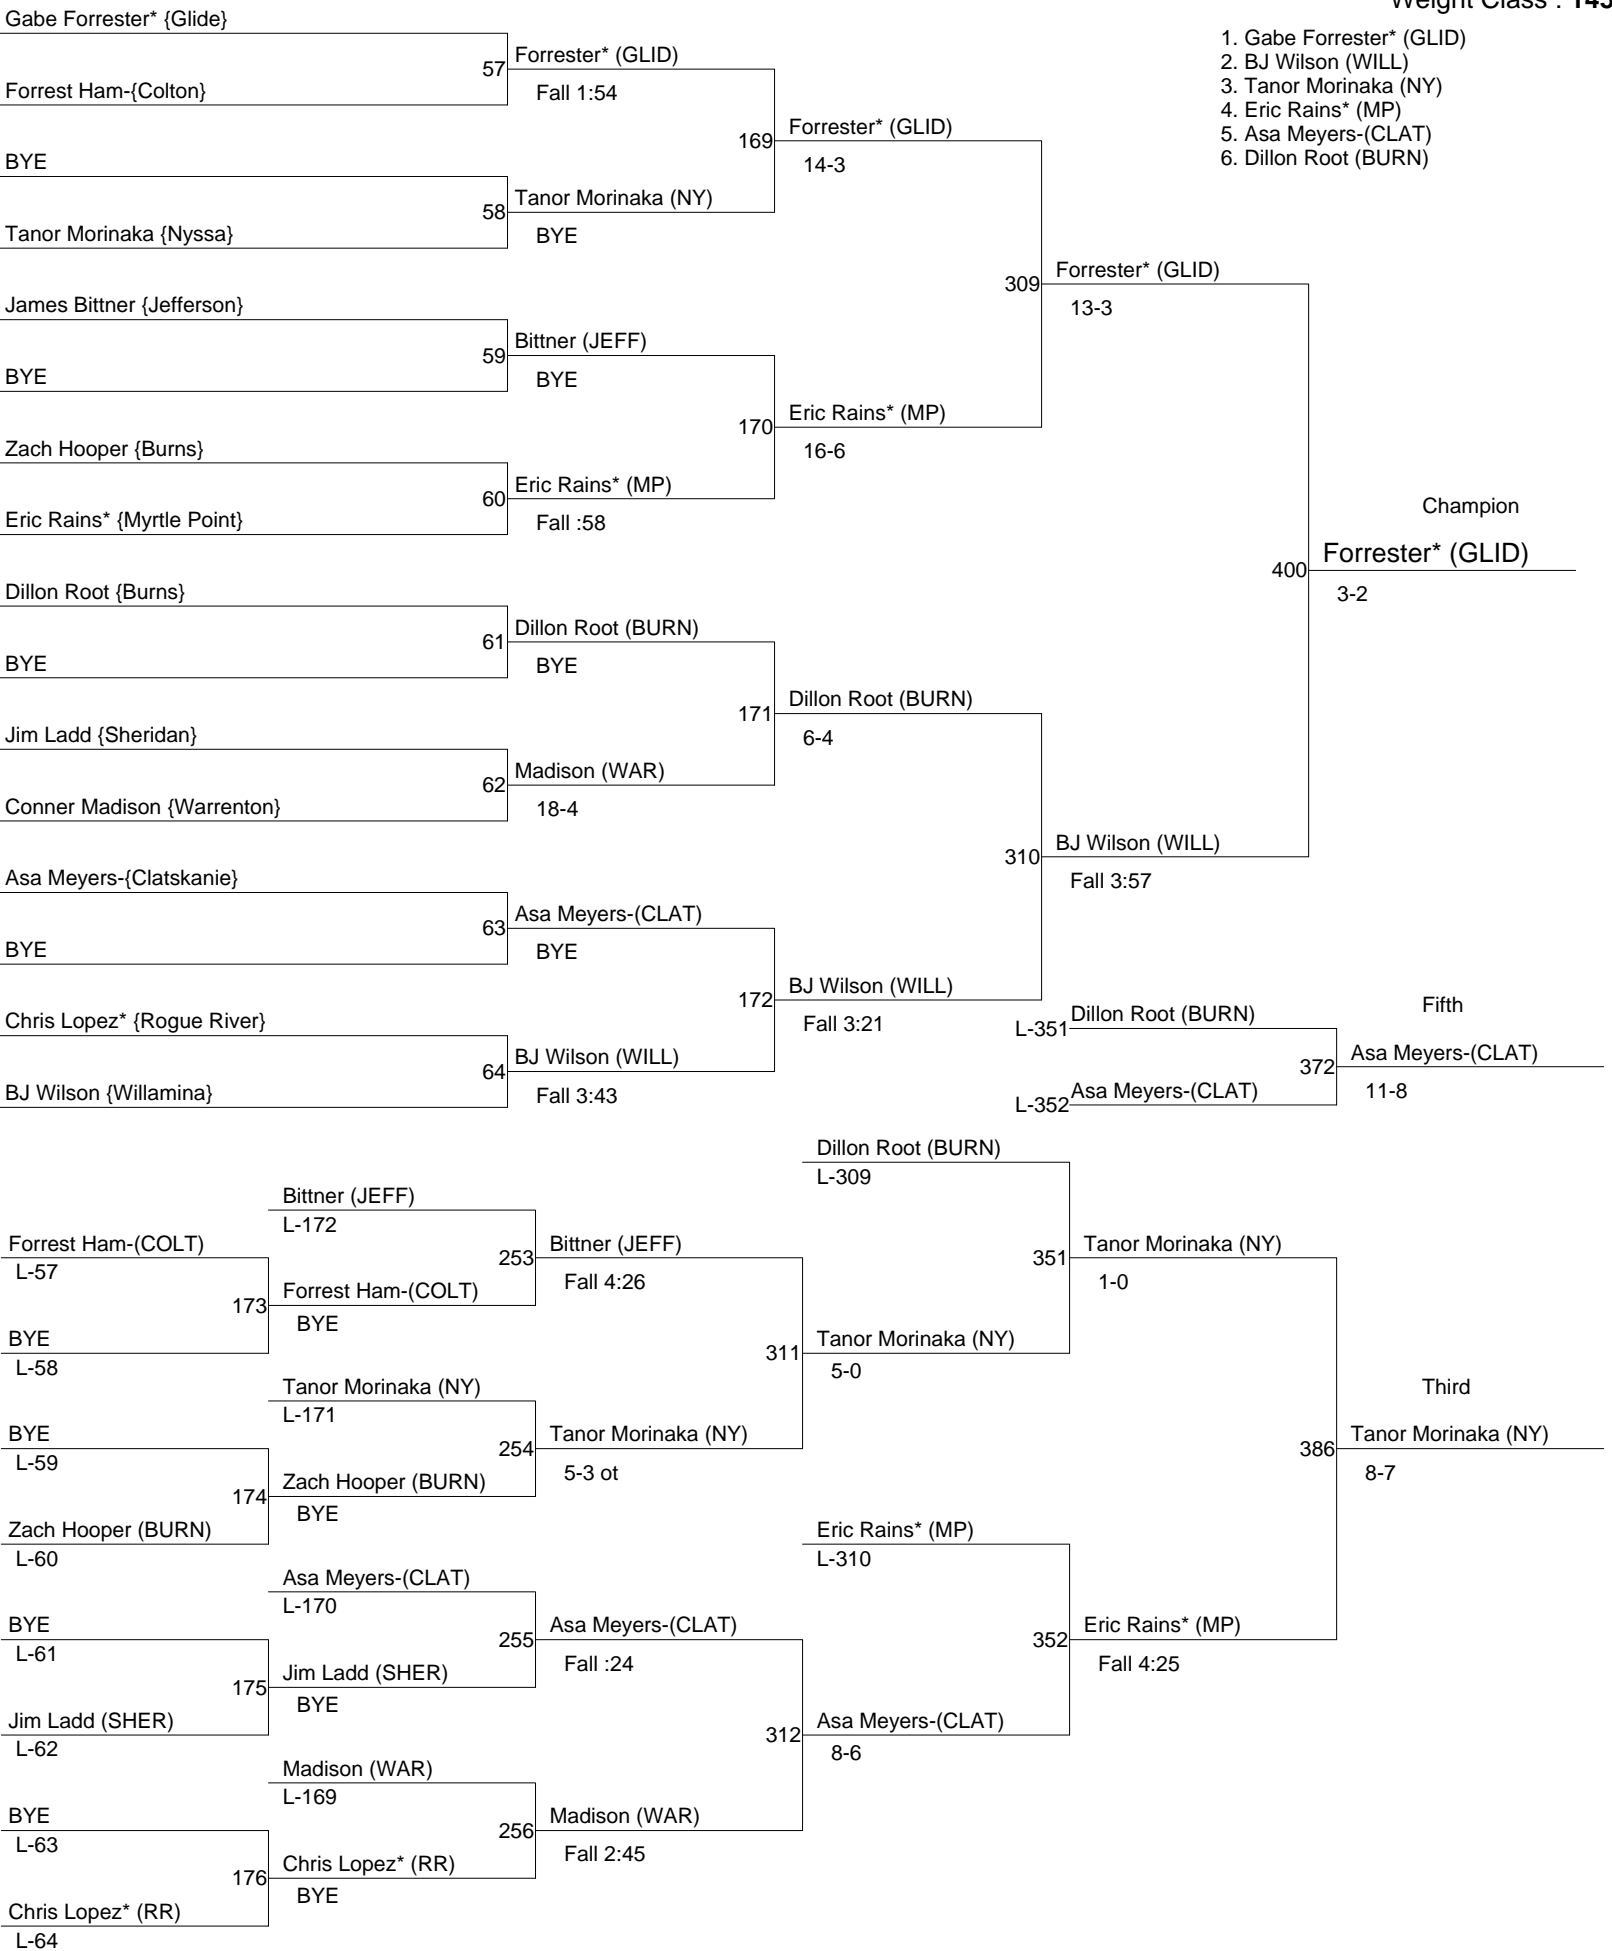 Weight Class : 145
1. Gabe Forrester* (GLID)
2. BJ Wilson (WILL)
3. Tanor Morinaka (NY)
4. Eric Rains* (MP)
5. Asa Meyers-(CLAT)
6. Dillon Root (BURN)
Gabe Forrester* {Glide}
57
Forrester* (GLID)
Fall 1:54
Forrest Ham-{Colton}
169
Forrester* (GLID)
14-3
BYE
58
Tanor Morinaka (NY)
BYE
Tanor Morinaka {Nyssa}
309
Forrester* (GLID)
13-3
James Bittner {Jefferson}
59
Bittner (JEFF)
BYE
BYE
170
Eric Rains* (MP)
16-6
Zach Hooper {Burns}
60
Eric Rains* (MP)
Fall :58
Eric Rains* {Myrtle Point}
Champion
400
Forrester* (GLID)
3-2
Dillon Root {Burns}
61
Dillon Root (BURN)
BYE
BYE
171
Dillon Root (BURN)
6-4
Jim Ladd {Sheridan}
62
Madison (WAR)
18-4
Conner Madison {Warrenton}
310
BJ Wilson (WILL)
Fall 3:57
Asa Meyers-{Clatskanie}
63
Asa Meyers-(CLAT)
BYE
BYE
172
BJ Wilson (WILL)
Fall 3:21
Chris Lopez* {Rogue River}
64
BJ Wilson (WILL)
Fall 3:43
BJ Wilson {Willamina}
Fifth
L-351
Dillon Root (BURN)
372
Asa Meyers-(CLAT)
11-8
L-352
Asa Meyers-(CLAT)
Dillon Root (BURN)
L-309
Bittner (JEFF)
L-172
Forrest Ham-(COLT)
L-57
253
Bittner (JEFF)
Fall 4:26
351
Tanor Morinaka (NY)
1-0
173
Forrest Ham-(COLT)
BYE
BYE
L-58
311
Tanor Morinaka (NY)
5-0
Tanor Morinaka (NY)
L-171
Third
BYE
L-59
254
Tanor Morinaka (NY)
5-3 ot
386
Tanor Morinaka (NY)
8-7
174
Zach Hooper (BURN)
BYE
Zach Hooper (BURN)
L-60
Eric Rains* (MP)
L-310
Asa Meyers-(CLAT)
L-170
BYE
L-61
255
Asa Meyers-(CLAT)
Fall :24
352
Eric Rains* (MP)
Fall 4:25
175
Jim Ladd (SHER)
BYE
Jim Ladd (SHER)
L-62
312
Asa Meyers-(CLAT)
8-6
Madison (WAR)
L-169
BYE
L-63
256
Madison (WAR)
Fall 2:45
176
Chris Lopez* (RR)
BYE
Chris Lopez* (RR)
L-64